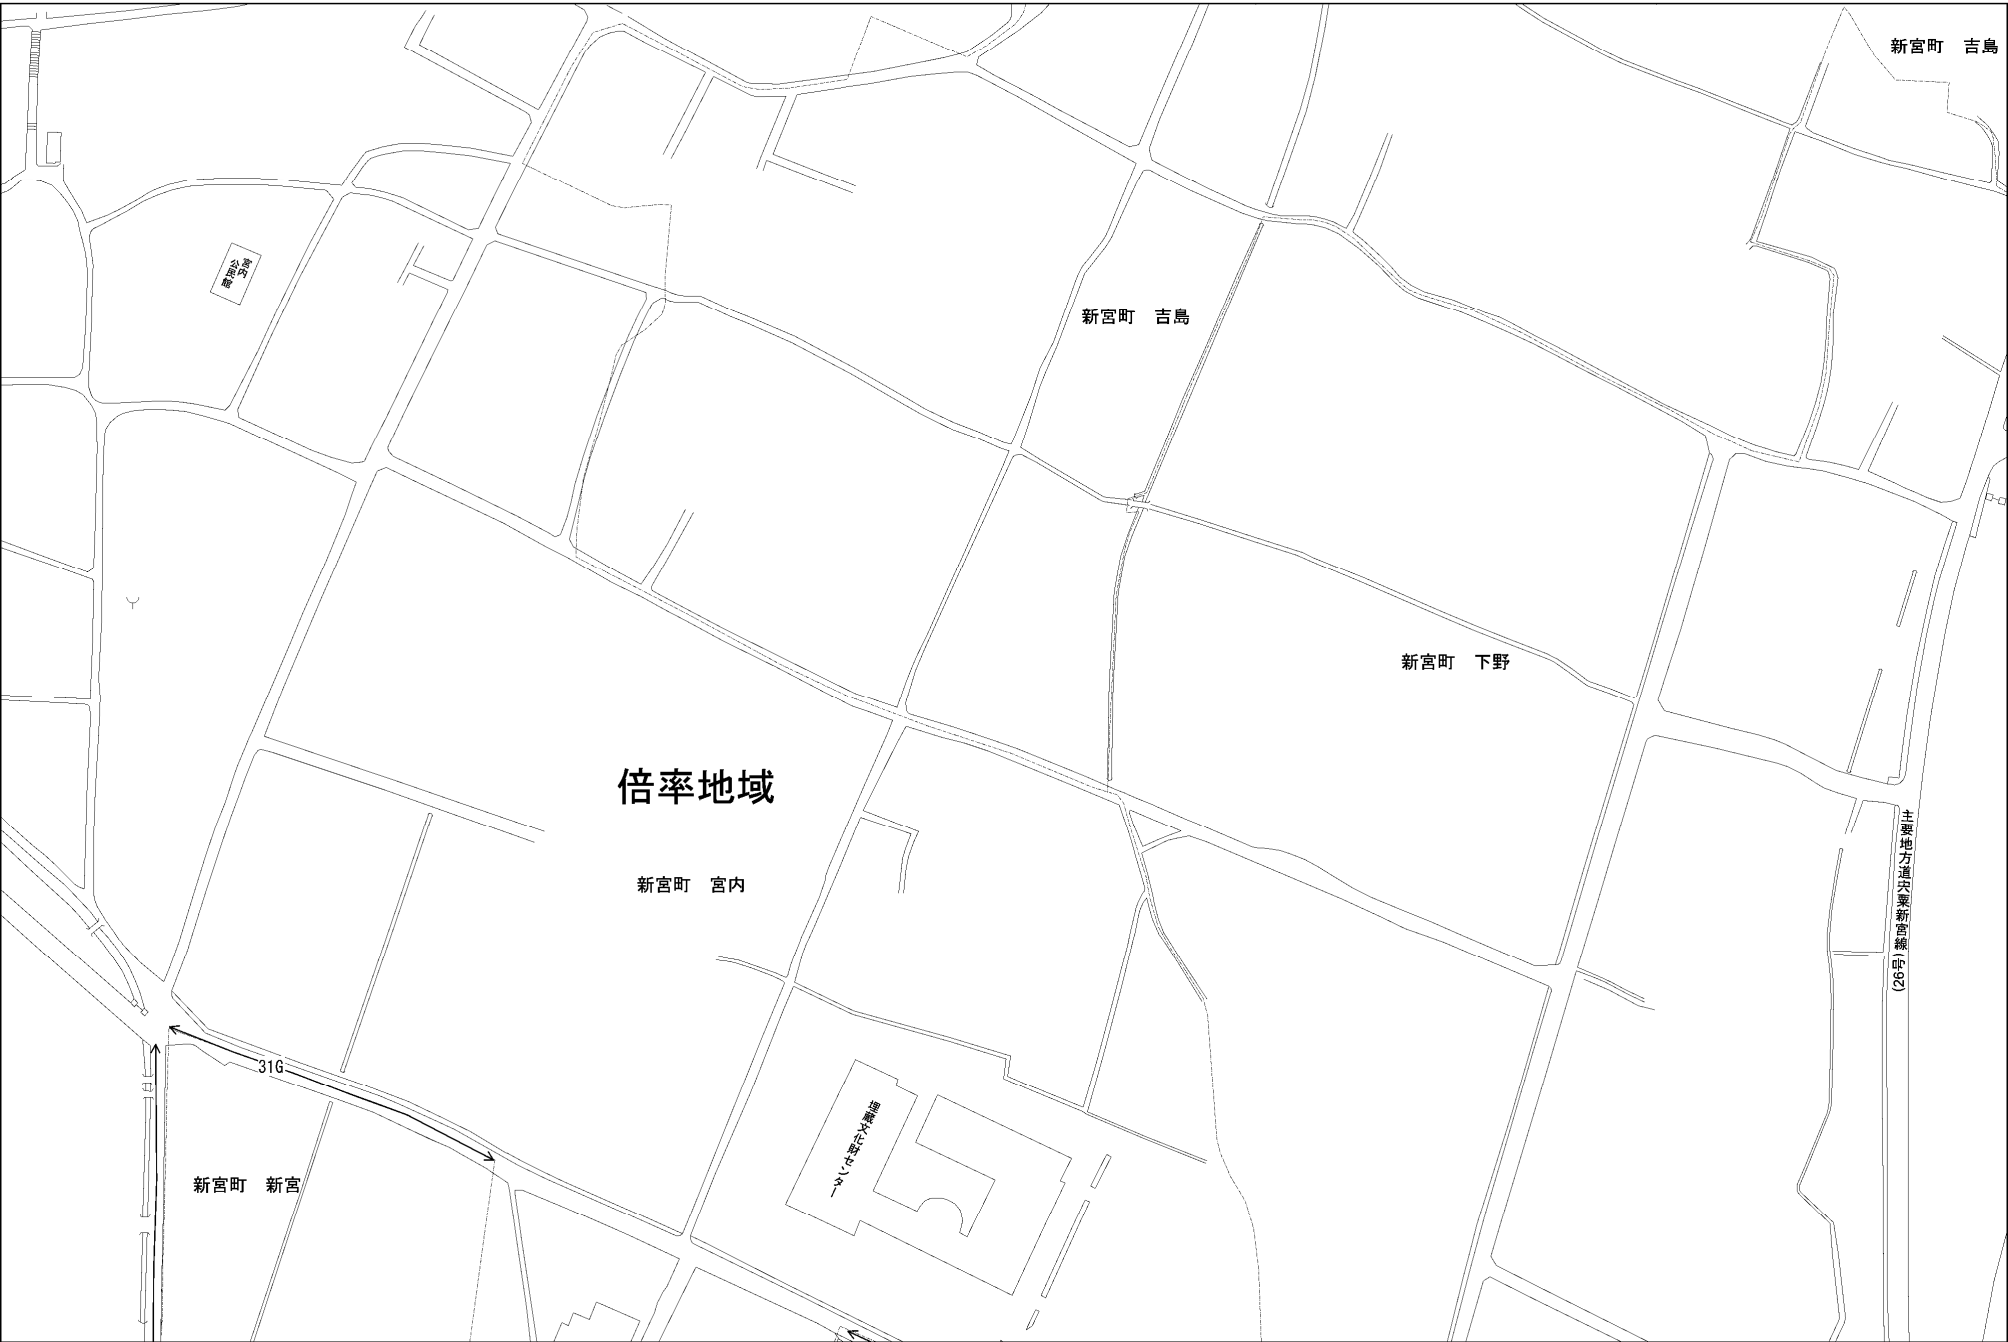 新宮町　吉島
宮内
公民館
新宮町　吉島
新宮町　下野
倍率地域
主要地方道宍粟新宮線(26号)
新宮町　宮内
31G
埋蔵文化財センター
新宮町　新宮